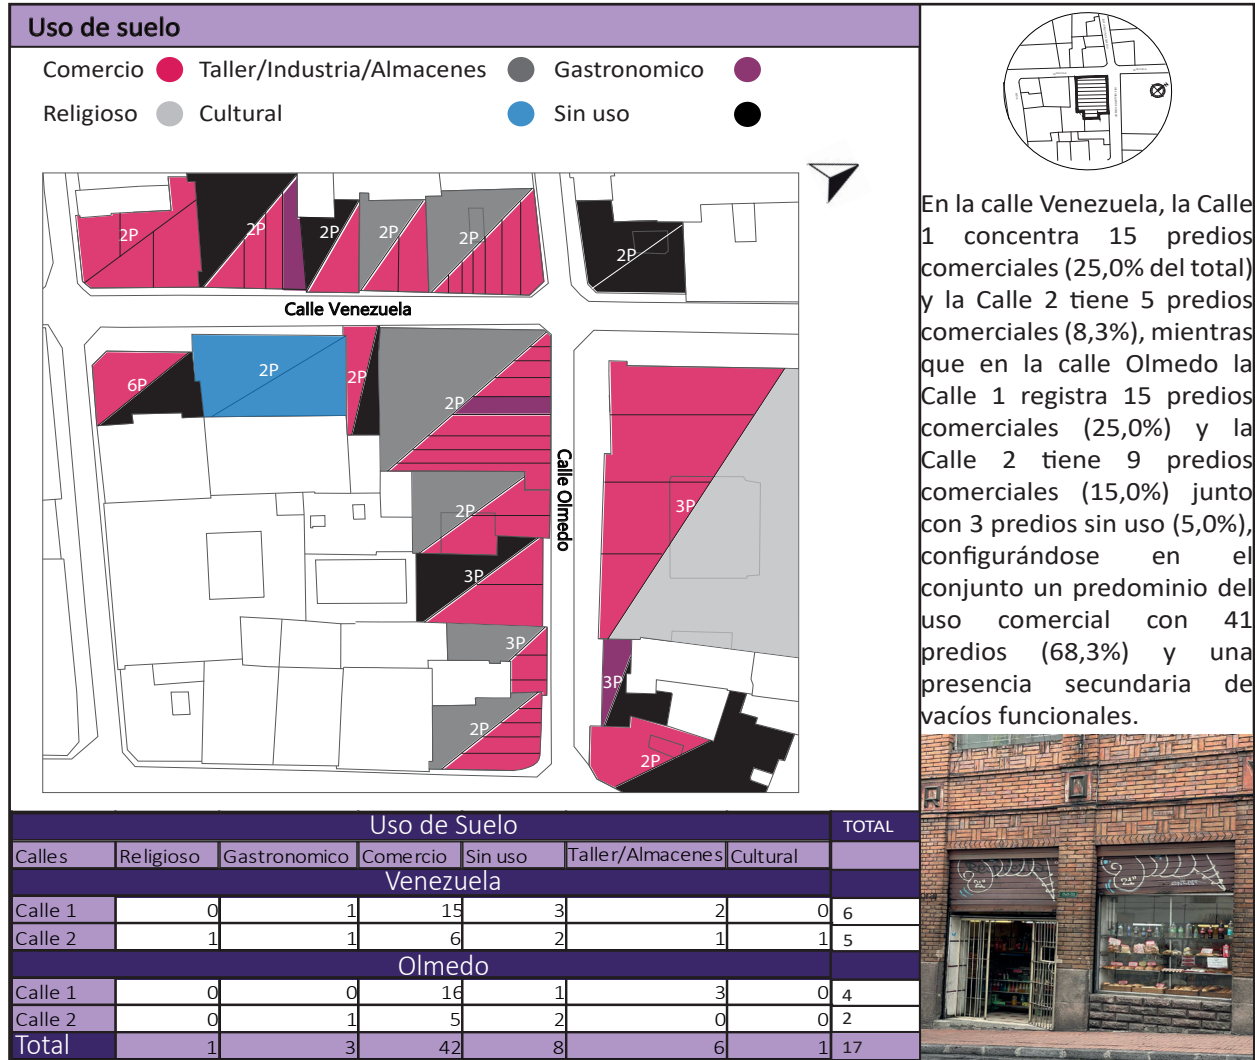 Uso de suelo
Comercio Taller/Industria/Almacenes Gastronomico
Religioso Cultural Sin uso
2P
2P
2P
2P
2P
2P
Calle Venezuela
6P
2P
2P
2P
Calle Olmedo
2P
3P
3P
3P
3P
2P
2P
En la calle Venezuela, la Calle
1 concentra 15 predios
comerciales (25,0% del total)
y la Calle 2 tiene 5 predios
comerciales (8,3%), mientras
que en la calle Olmedo la
Calle 1 registra 15 predios
comerciales (25,0%) y la
Calle 2 tiene 9 predios
comerciales (15,0%) junto
con 3 predios sin uso (5,0%),
configurándose en el
conjunto un predominio del
uso comercial con 41
predios (68,3%) y una
presencia secundaria de
vacíos funcionales.
Uso de Suelo TOTAL
Calles Religioso Gastronomico Comercio Sin uso Taller/Almacenes Cultural
Venezuela
Calle 1 0 1 15 3 2 0 6
Calle 2 1 1 6 2 1 1 5
Olmedo
Calle 1 0 0 16 1 3 0 4
Calle 2 0 1 5 2 0 0 2
Total 1 3 42 8 6 1 17